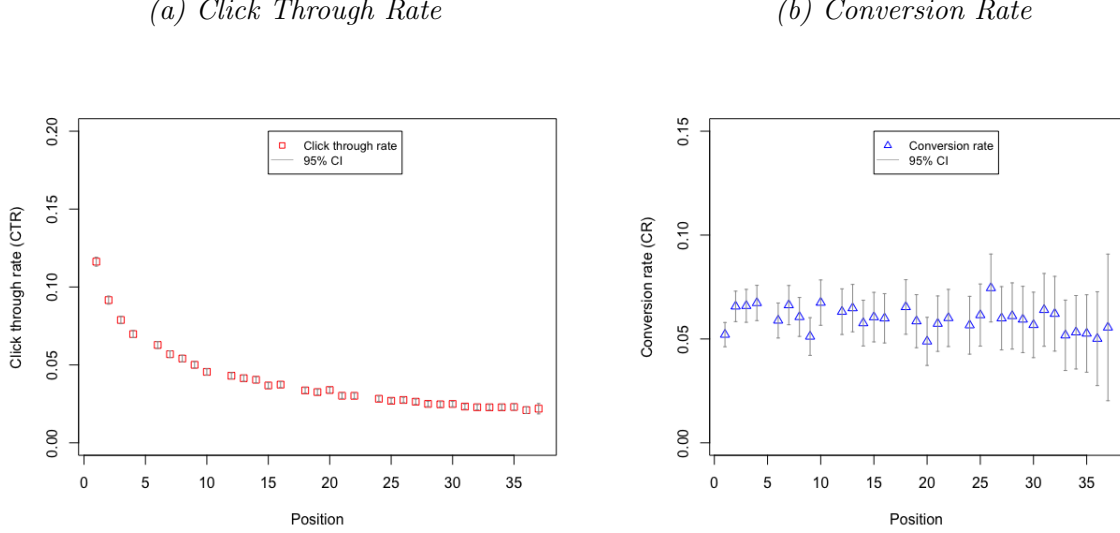 (a) Click Through Rate
(b) Conversion Rate
Click through rate
95% CI
Click through rate (CTR)
0.20
0.15
0.10
0.05
0.00
0 5 10 15 20 25 30 35
Position
Conversion rate
95% CI
Conversion rate (CR)
0.15
0.10
0.05
0.00
0 5 10 15 20 25 30 35
Position